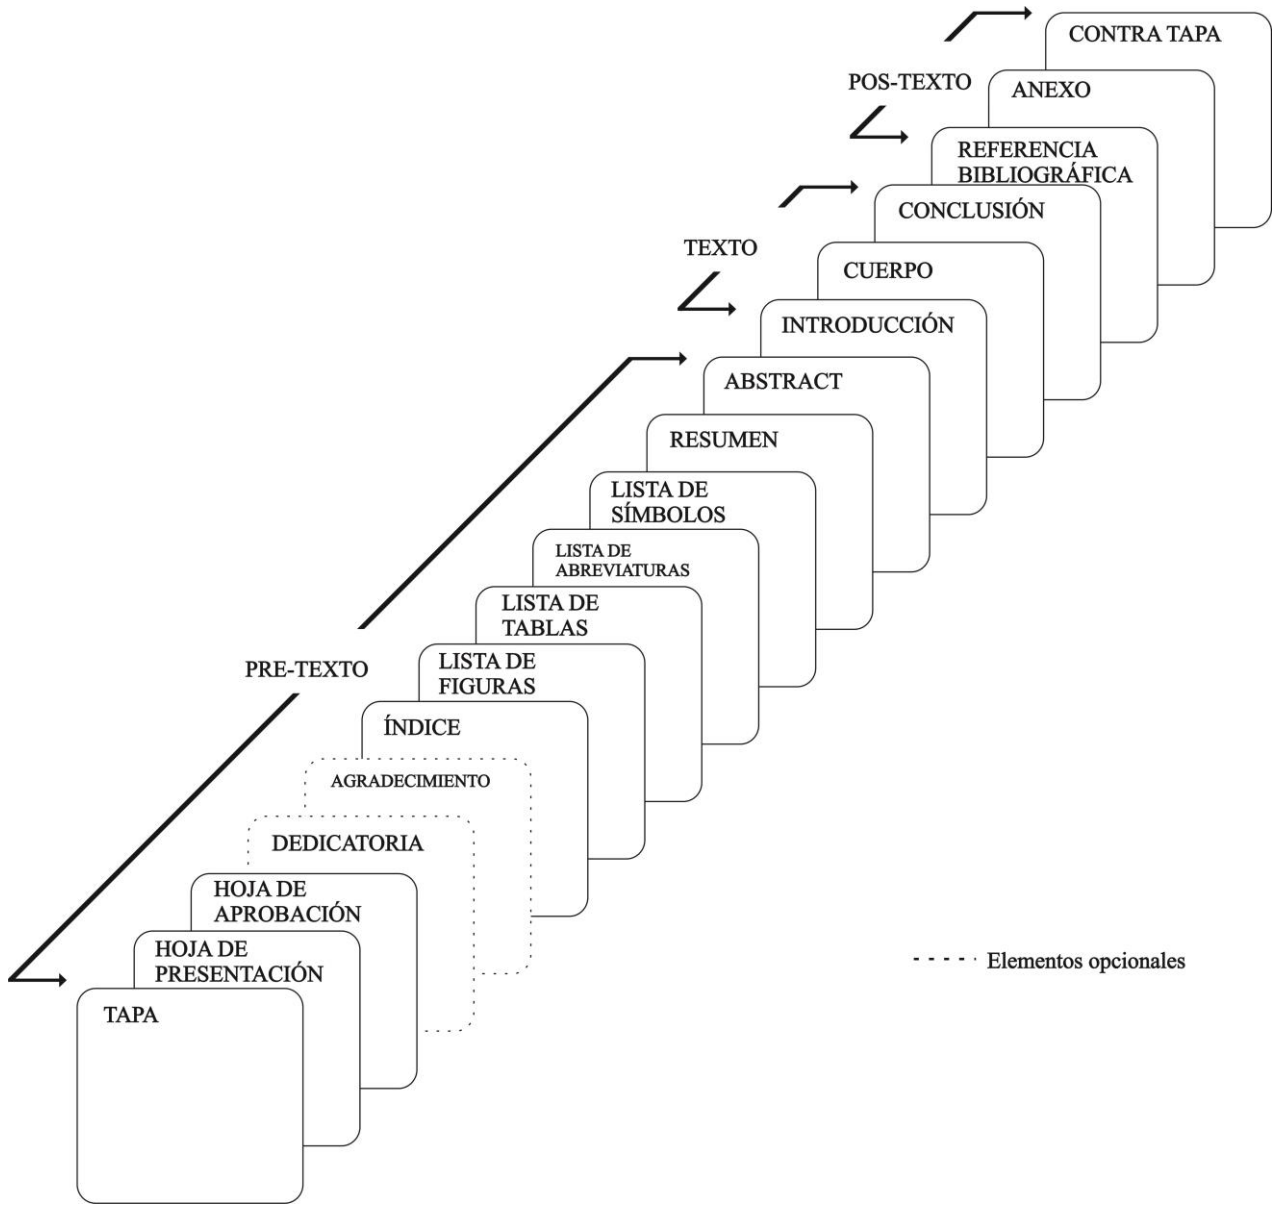 CONTRA TAPA
POS-TEXTO
ANEXO
REFERENCIA
BIBLIOGRÁFICA
CONCLUSIÓN
TEXTO
CUERPO
INTRODUCCIÓN
ABSTRACT
RESUMEN
LISTA DE
SÍMBOLOS
LISTA DE
ABREVIATURAS
LISTA DE
TABLAS
PRE-TEXTO
LISTA DE
FIGURAS
ÍNDICE
AGRADECIMIENTO
DEDICATORIA
HOJA DE
APROBACIÓN
HOJA DE
PRESENTACIÓN
TAPA
Elementos opcionales